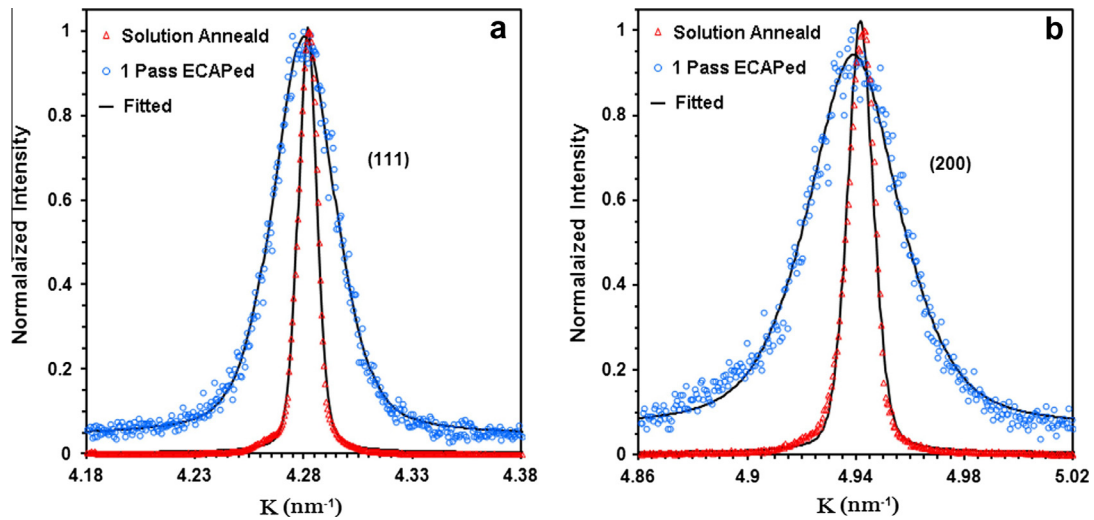 a
1
0.8
0.6
0.4
0.2
0
Normalaized Intensity
Solution Anneald
1 Pass ECAPed
Fitted
(111)
4.18
4.23
4.28
4.33
4.38
K (nm-1)
b
1
0.8
0.6
0.4
0.2
0
Normalaized Intensity
Solution Anneald
1 Pass ECAPed
Fitted
(200)
4.86
4.9
4.94
4.98
5.02
K (nm-1)